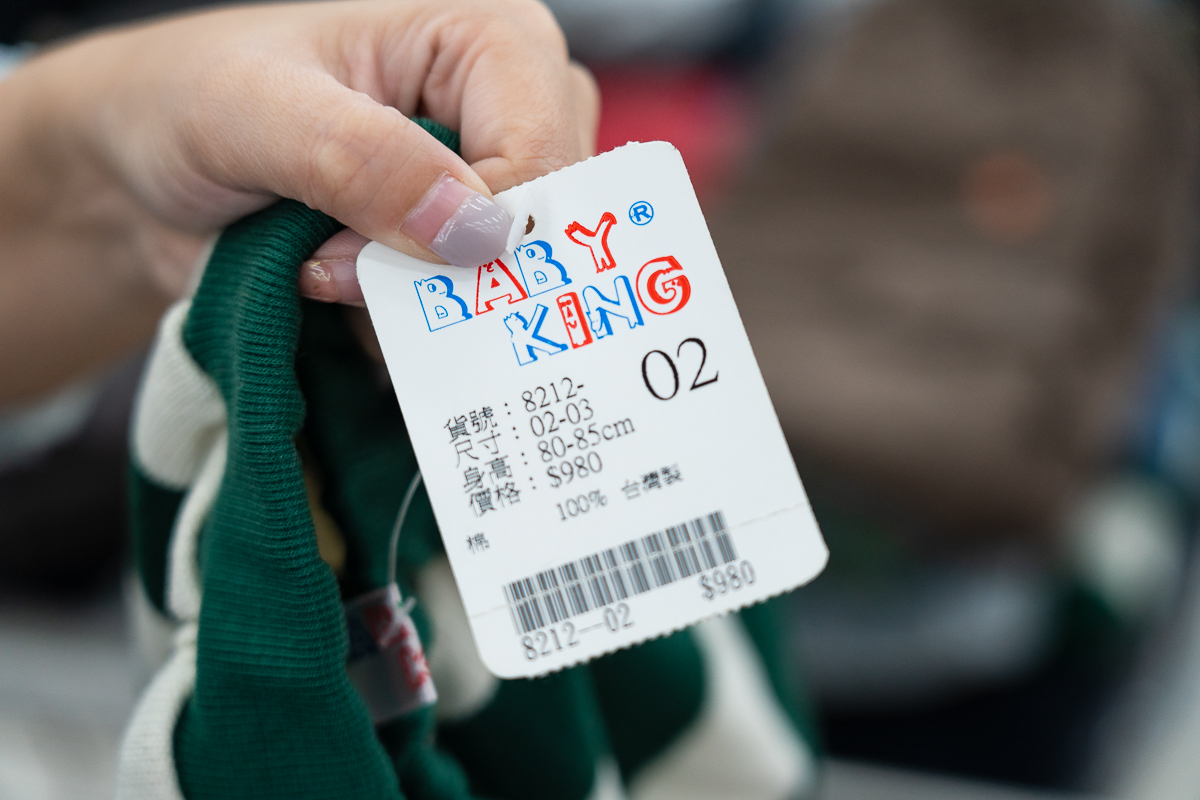 BABY ®
KING
02
貨號：8212-
尺寸：02-03
身高：80-85cm
價格：$980
棉 100% 台灣製
$980
8212—02